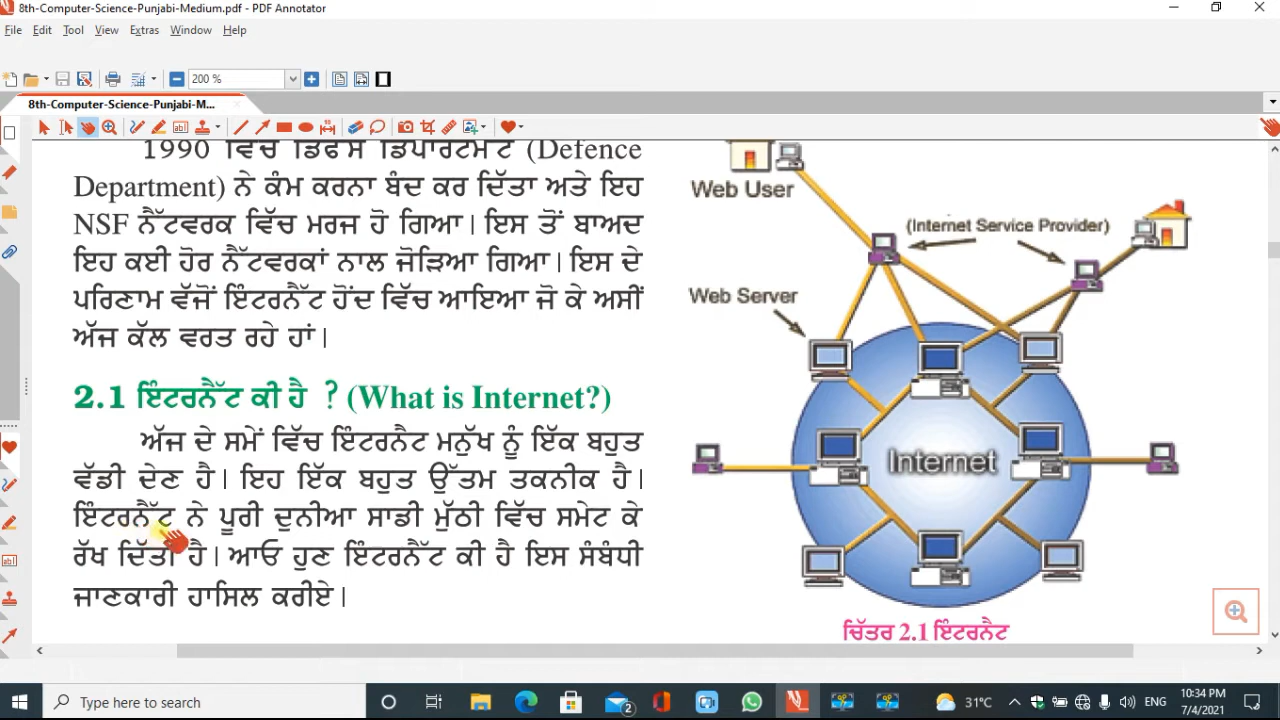 8th-Computer-Science-Punjabi-Medium.pdf - PDF Annotator
File Edit Tool View Extras Window Help
200 %
8th-Computer-Science-Punjabi-M...
1990 ਵਿੱਚ ਡਿਫੈਂਸ ਡਿਪਾਰਟਮੈਂਟ (Defence
Department) ਨੇ ਕੰਮ ਕਰਨਾ ਬੰਦ ਕਰ ਦਿੱਤਾ ਅਤੇ ਇਹ
NSF ਨੈੱਟਵਰਕ ਵਿੱਚ ਮਰਜ ਹੋ ਗਿਆ। ਇਸ ਤੋਂ ਬਾਅਦ
ਇਹ ਕਈ ਹੋਰ ਨੈੱਟਵਰਕਾਂ ਨਾਲ ਜੋੜਿਆ ਗਿਆ। ਇਸ ਦੇ
ਪਰਿਣਾਮ ਵੱਜੋਂ ਇੰਟਰਨੈੱਟ ਹੋਂਦ ਵਿੱਚ ਆਇਆ ਜੋ ਕੇ ਅਸੀਂ
ਅੱਜ ਕੱਲ ਵਰਤ ਰਹੇ ਹਾਂ।
2.1 ਇੰਟਰਨੈੱਟ ਕੀ ਹੈ ? (What is Internet?)
ਅੱਜ ਦੇ ਸਮੇਂ ਵਿੱਚ ਇੰਟਰਨੈਟ ਮਨੁੱਖ ਨੂੰ ਇੱਕ ਬਹੁਤ
ਵੱਡੀ ਦੇਣ ਹੈ। ਇਹ ਇੱਕ ਬਹੁਤ ਉੱਤਮ ਤਕਨੀਕ ਹੈ।
ਇੰਟਰਨੈੱਟ ਨੇ ਪੂਰੀ ਦੁਨੀਆ ਸਾਡੀ ਮੁੱਠੀ ਵਿੱਚ ਸਮੇਟ ਕੇ
ਰੱਖ ਦਿੱਤੀ ਹੈ। ਆਓ ਹੁਣ ਇੰਟਰਨੈੱਟ ਕੀ ਹੈ ਇਸ ਸੰਬੰਧੀ
ਜਾਣਕਾਰੀ ਹਾਸਿਲ ਕਰੀਏ।
Web User
(Internet Service Provider)
Web Server
Internet
ਚਿੱਤਰ 2.1 ਇੰਟਰਨੈਟ
Type here to search
2
31°C
ENG
10:34 PM
7/4/2021